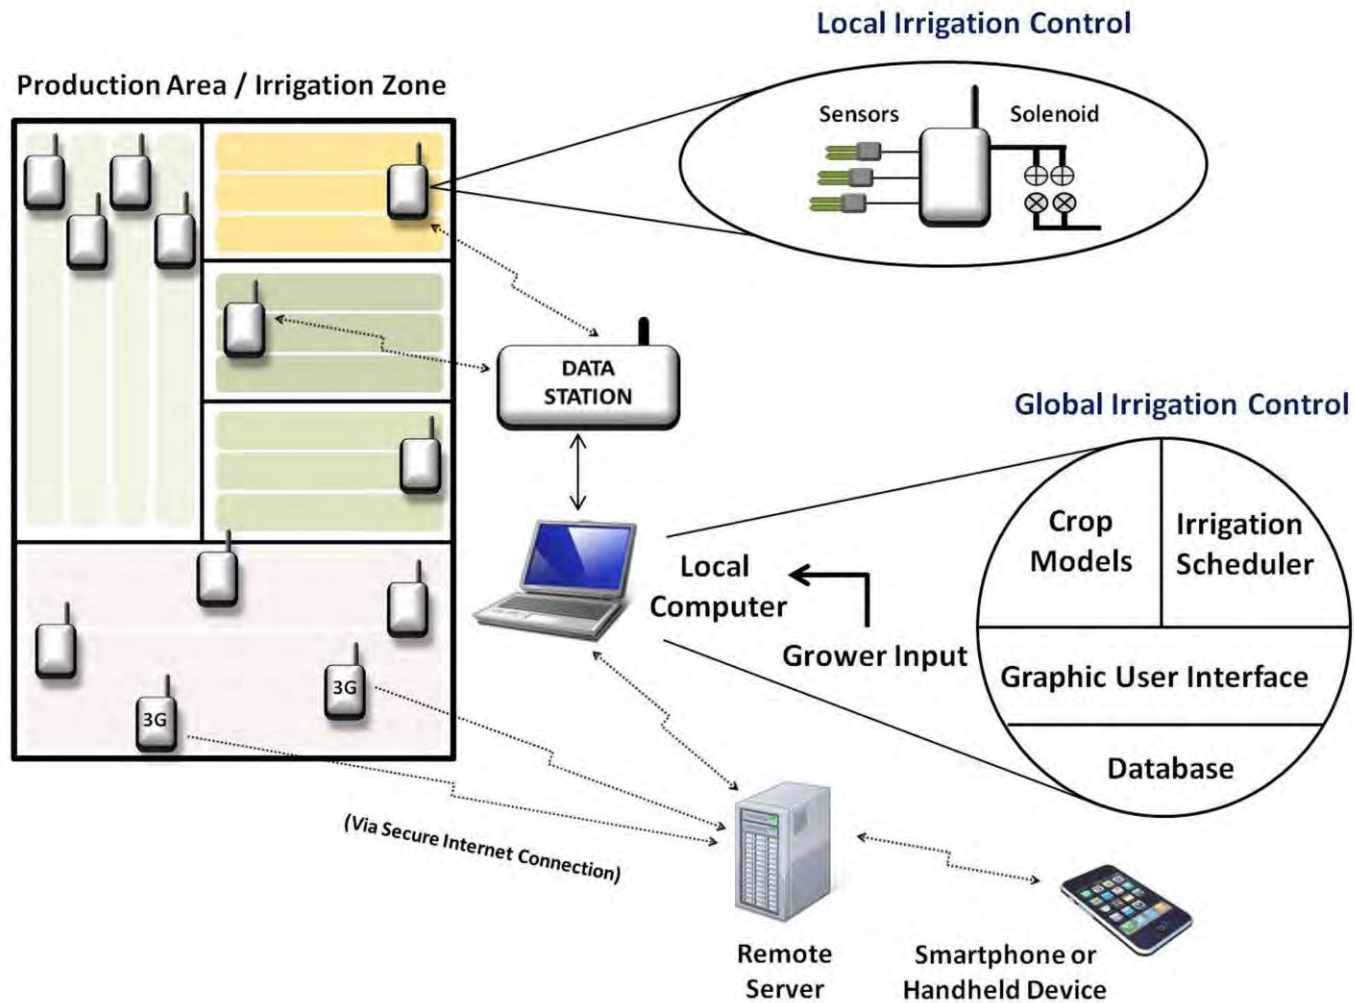 Local Irrigation Control
Production Area / Irrigation Zone
Sensors
Solenoid
DATA
STATION
Global Irrigation Control
Crop
Models
Irrigation
Scheduler
Local
Computer
Grower Input
Graphic User Interface
Database
3G
3G
(Via Secure Internet Connection)
Remote
Server
Smartphone or
Handheld Device